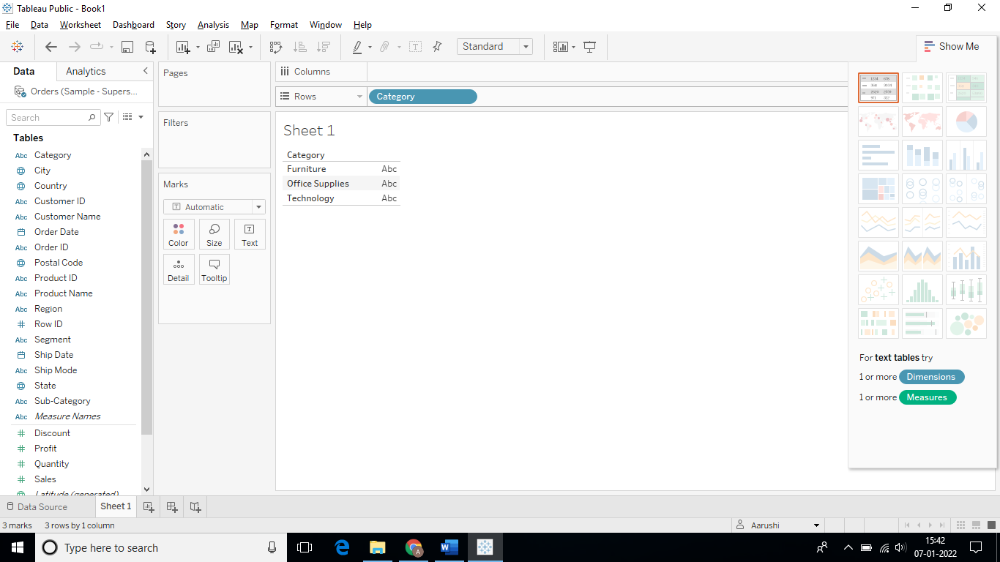 Tableau Public - Book1
File Data Worksheet Dashboard Story Analysis Map Format Window Help
Standard
Show Me
Data Analytics
Pages
Columns
Orders (Sample - Supers...
Rows Category
Search
Filters
Tables
Sheet 1
Abc Category
City
Country
Abc Customer ID
Abc Customer Name
Order Date
Abc Order ID
Postal Code
Abc Product ID
Abc Product Name
Abc Region
Row ID
Abc Segment
Ship Date
Abc Ship Mode
State
Abc Sub-Category
Abc Measure Names
Discount
Profit
Quantity
Sales
Latitude (generated)
Marks
Automatic
Color Size Text
Detail Tooltip
Category
Furniture Abc
Office Supplies Abc
Technology Abc
For text tables try
1 or more Dimensions
1 or more Measures
Data Source Sheet 1
3 marks 3 rows by 1 column
Aarushi
Type here to search
15:42
07-01-2022